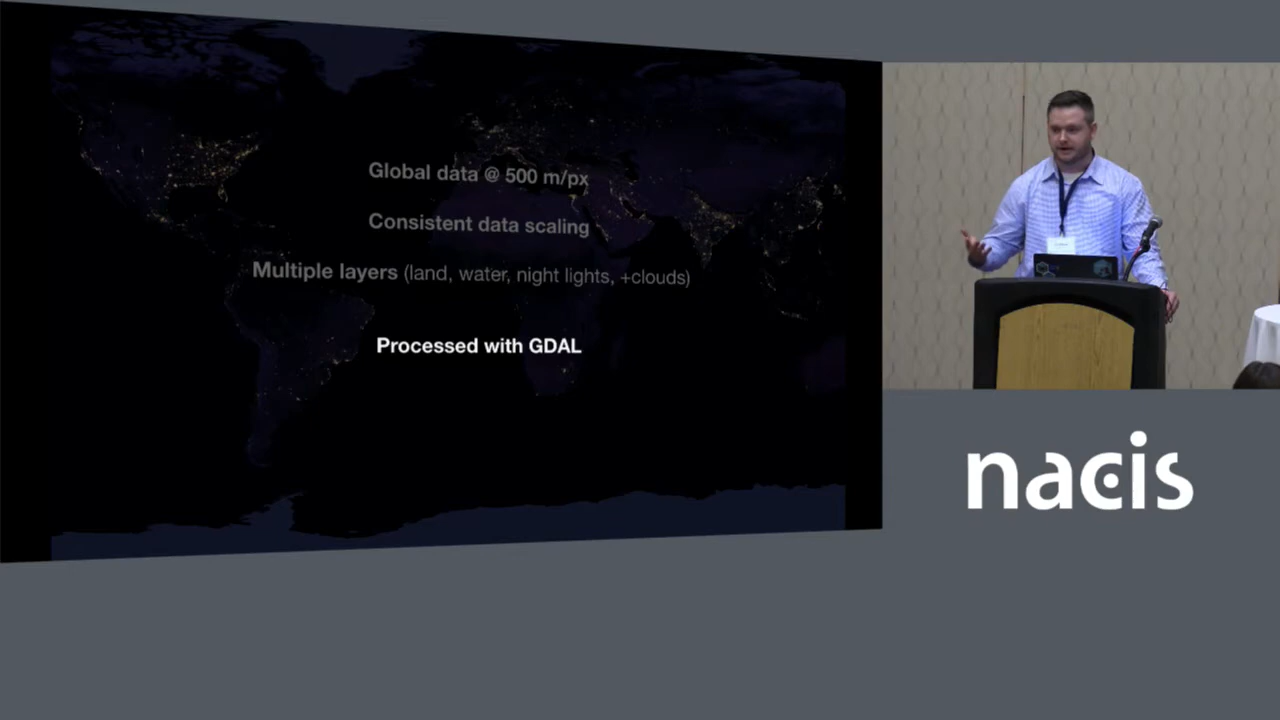 Global data @ 500 m/px
Consistent data scaling
Multiple layers (land, water, night lights, +clouds)
Processed with GDAL
nacis